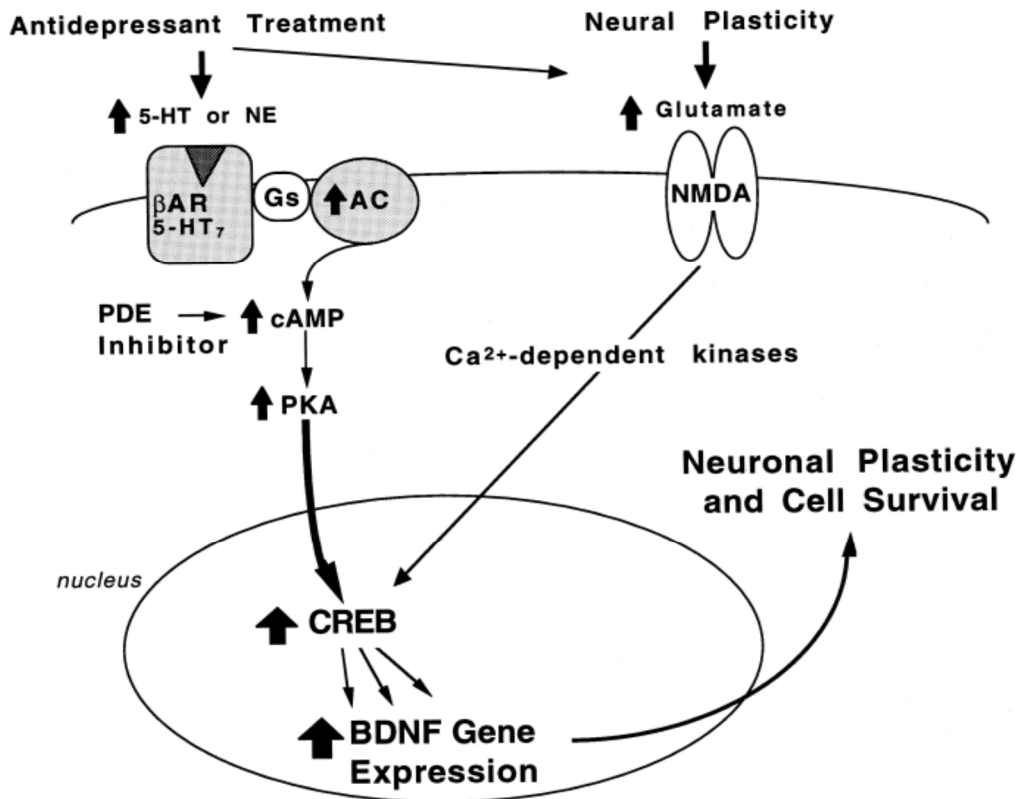 Antidepressant Treatment
Neural Plasticity
5-HT or NE
Glutamate
βAR
5-HT₇
Gs
AC
NMDA
PDE
Inhibitor
cAMP
Ca²⁺-dependent kinases
PKA
Neuronal Plasticity
and Cell Survival
nucleus
CREB
BDNF Gene
Expression